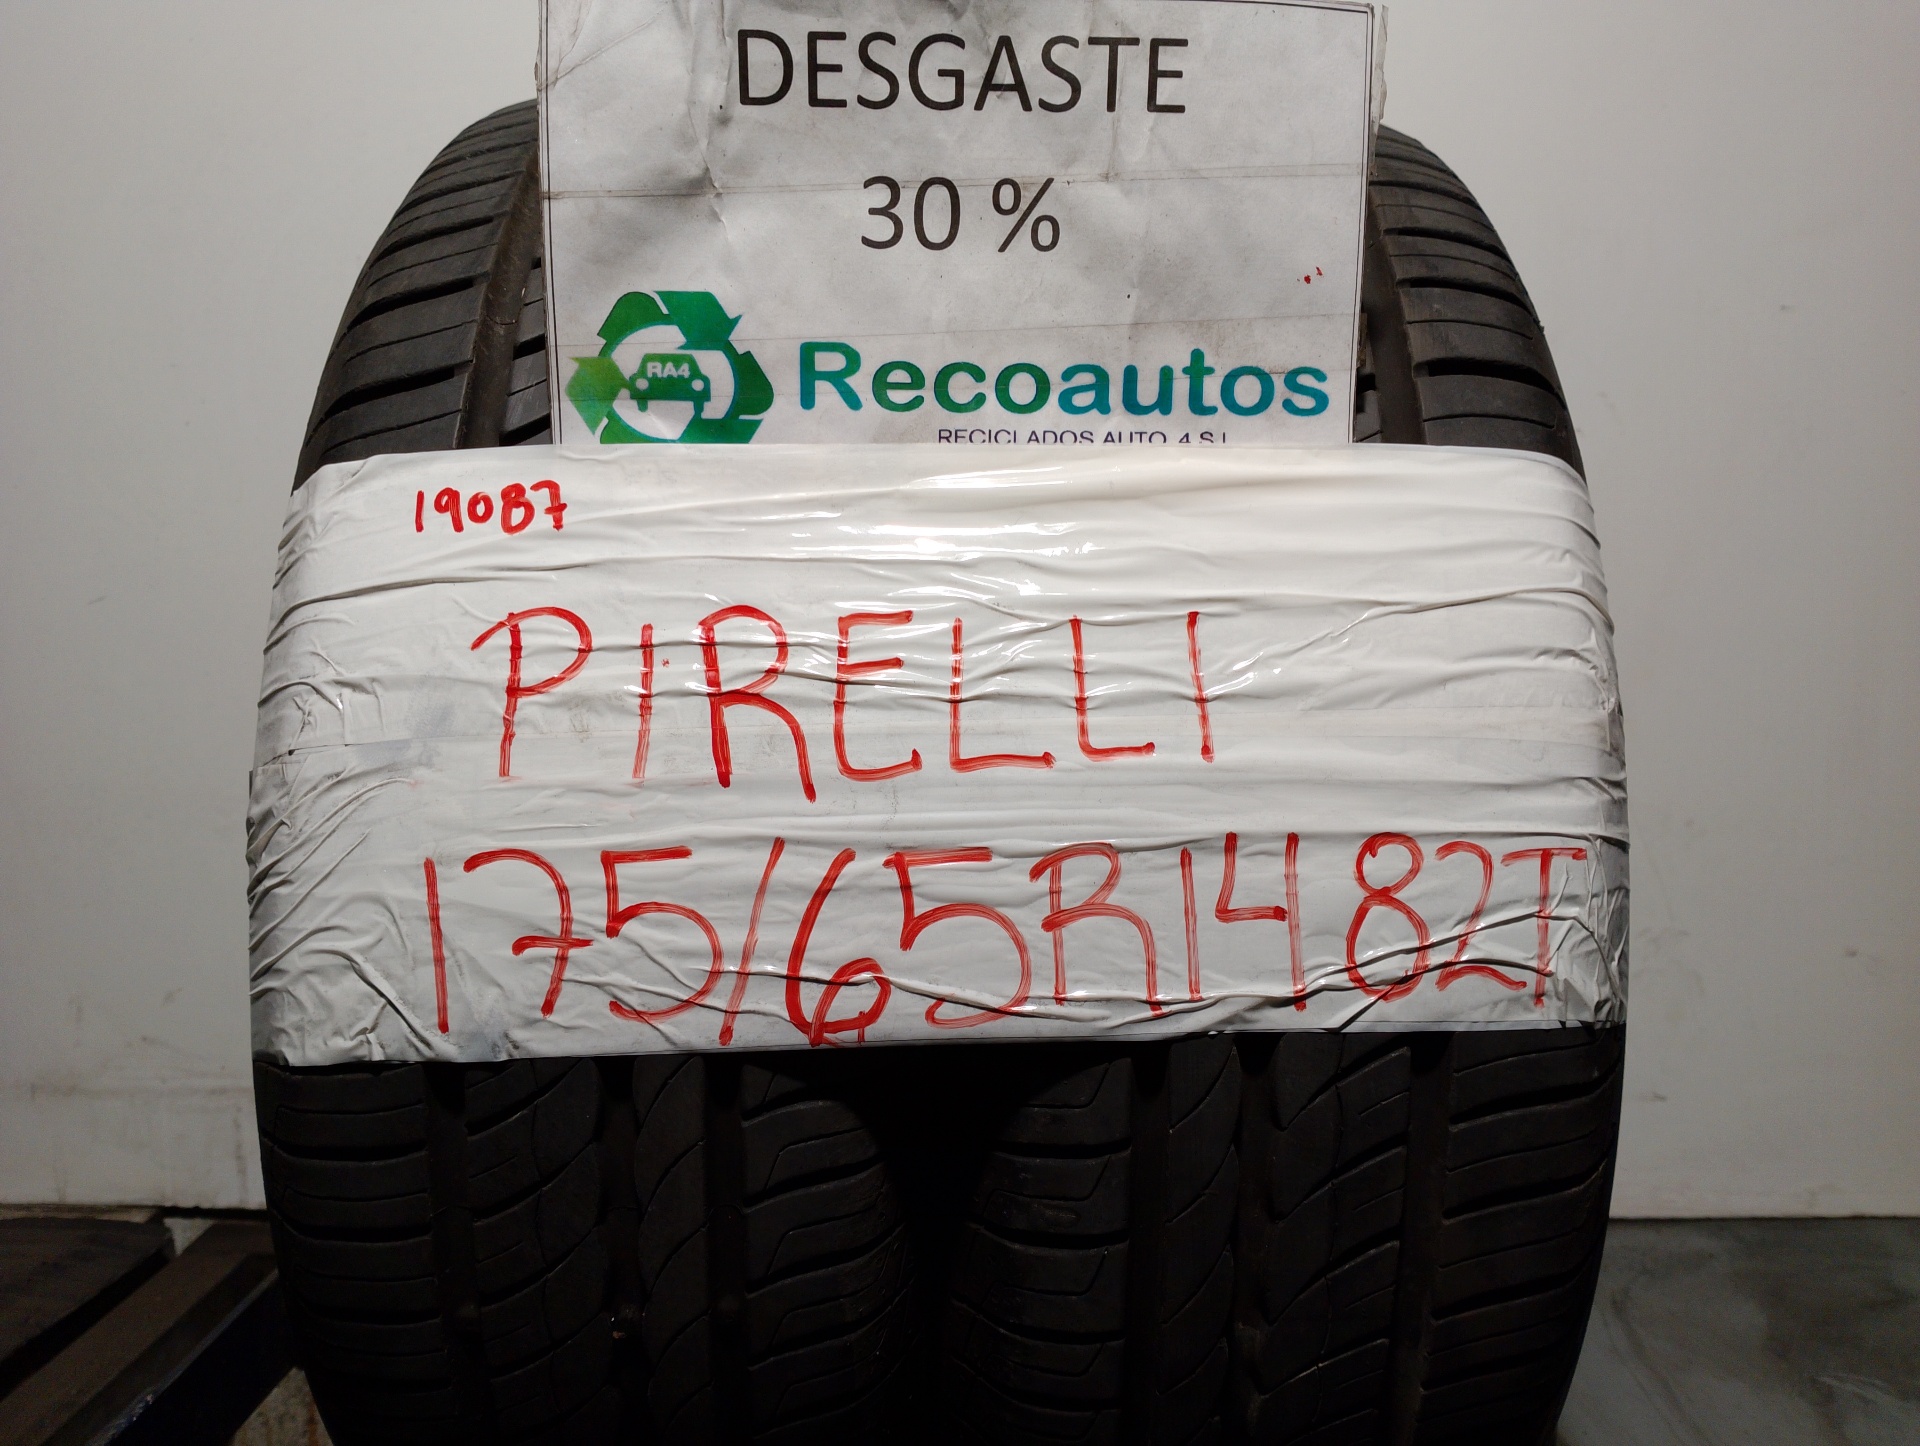 DESGASTE
30 %
RA4
Recoautos
RECICLADOS AUTO 4 S.L
19087
PIRELLI
175/65R14 82T